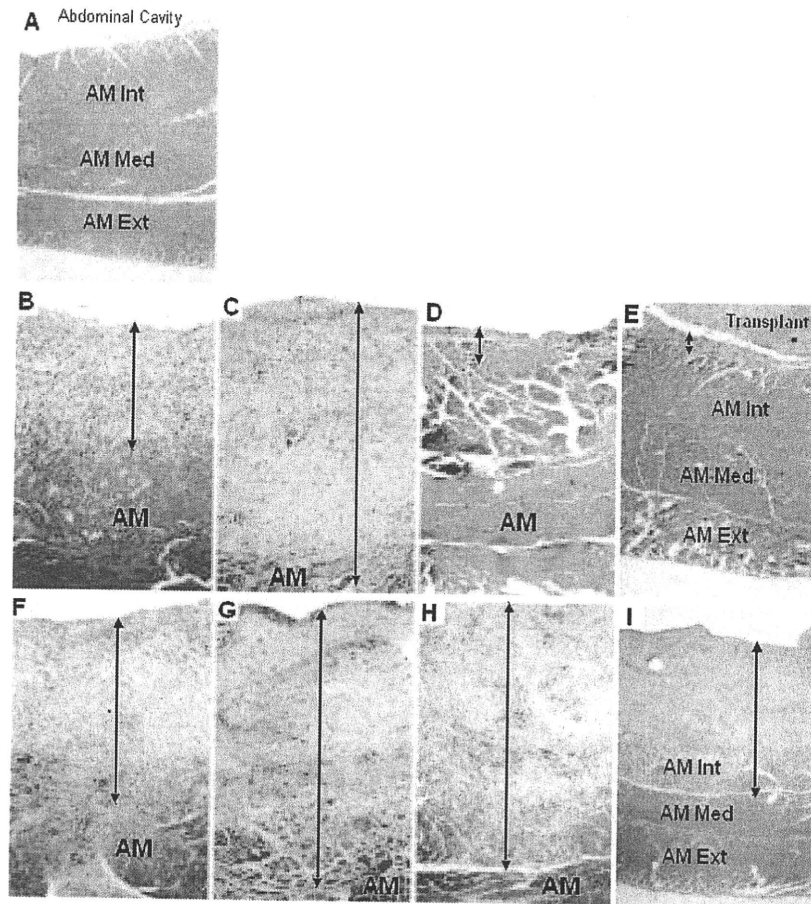 A
Abdominal Cavity
AM Int
AM Med
AM Ext
B
AM
C
AM
D
AM
E
Transplant
AM Int
AM Med
AM Ext
F
AM
G
AM
H
AM
I
AM Int
AM Med
AM Ext